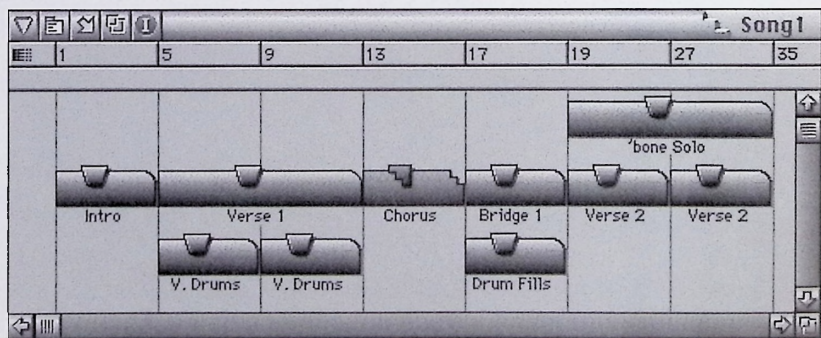 Song1
1 5 9 13 17 19 27 35
'bone Solo
Intro Verse 1 Chorus Bridge 1 Verse 2 Verse 2
V. Drums V. Drums Drum Fills